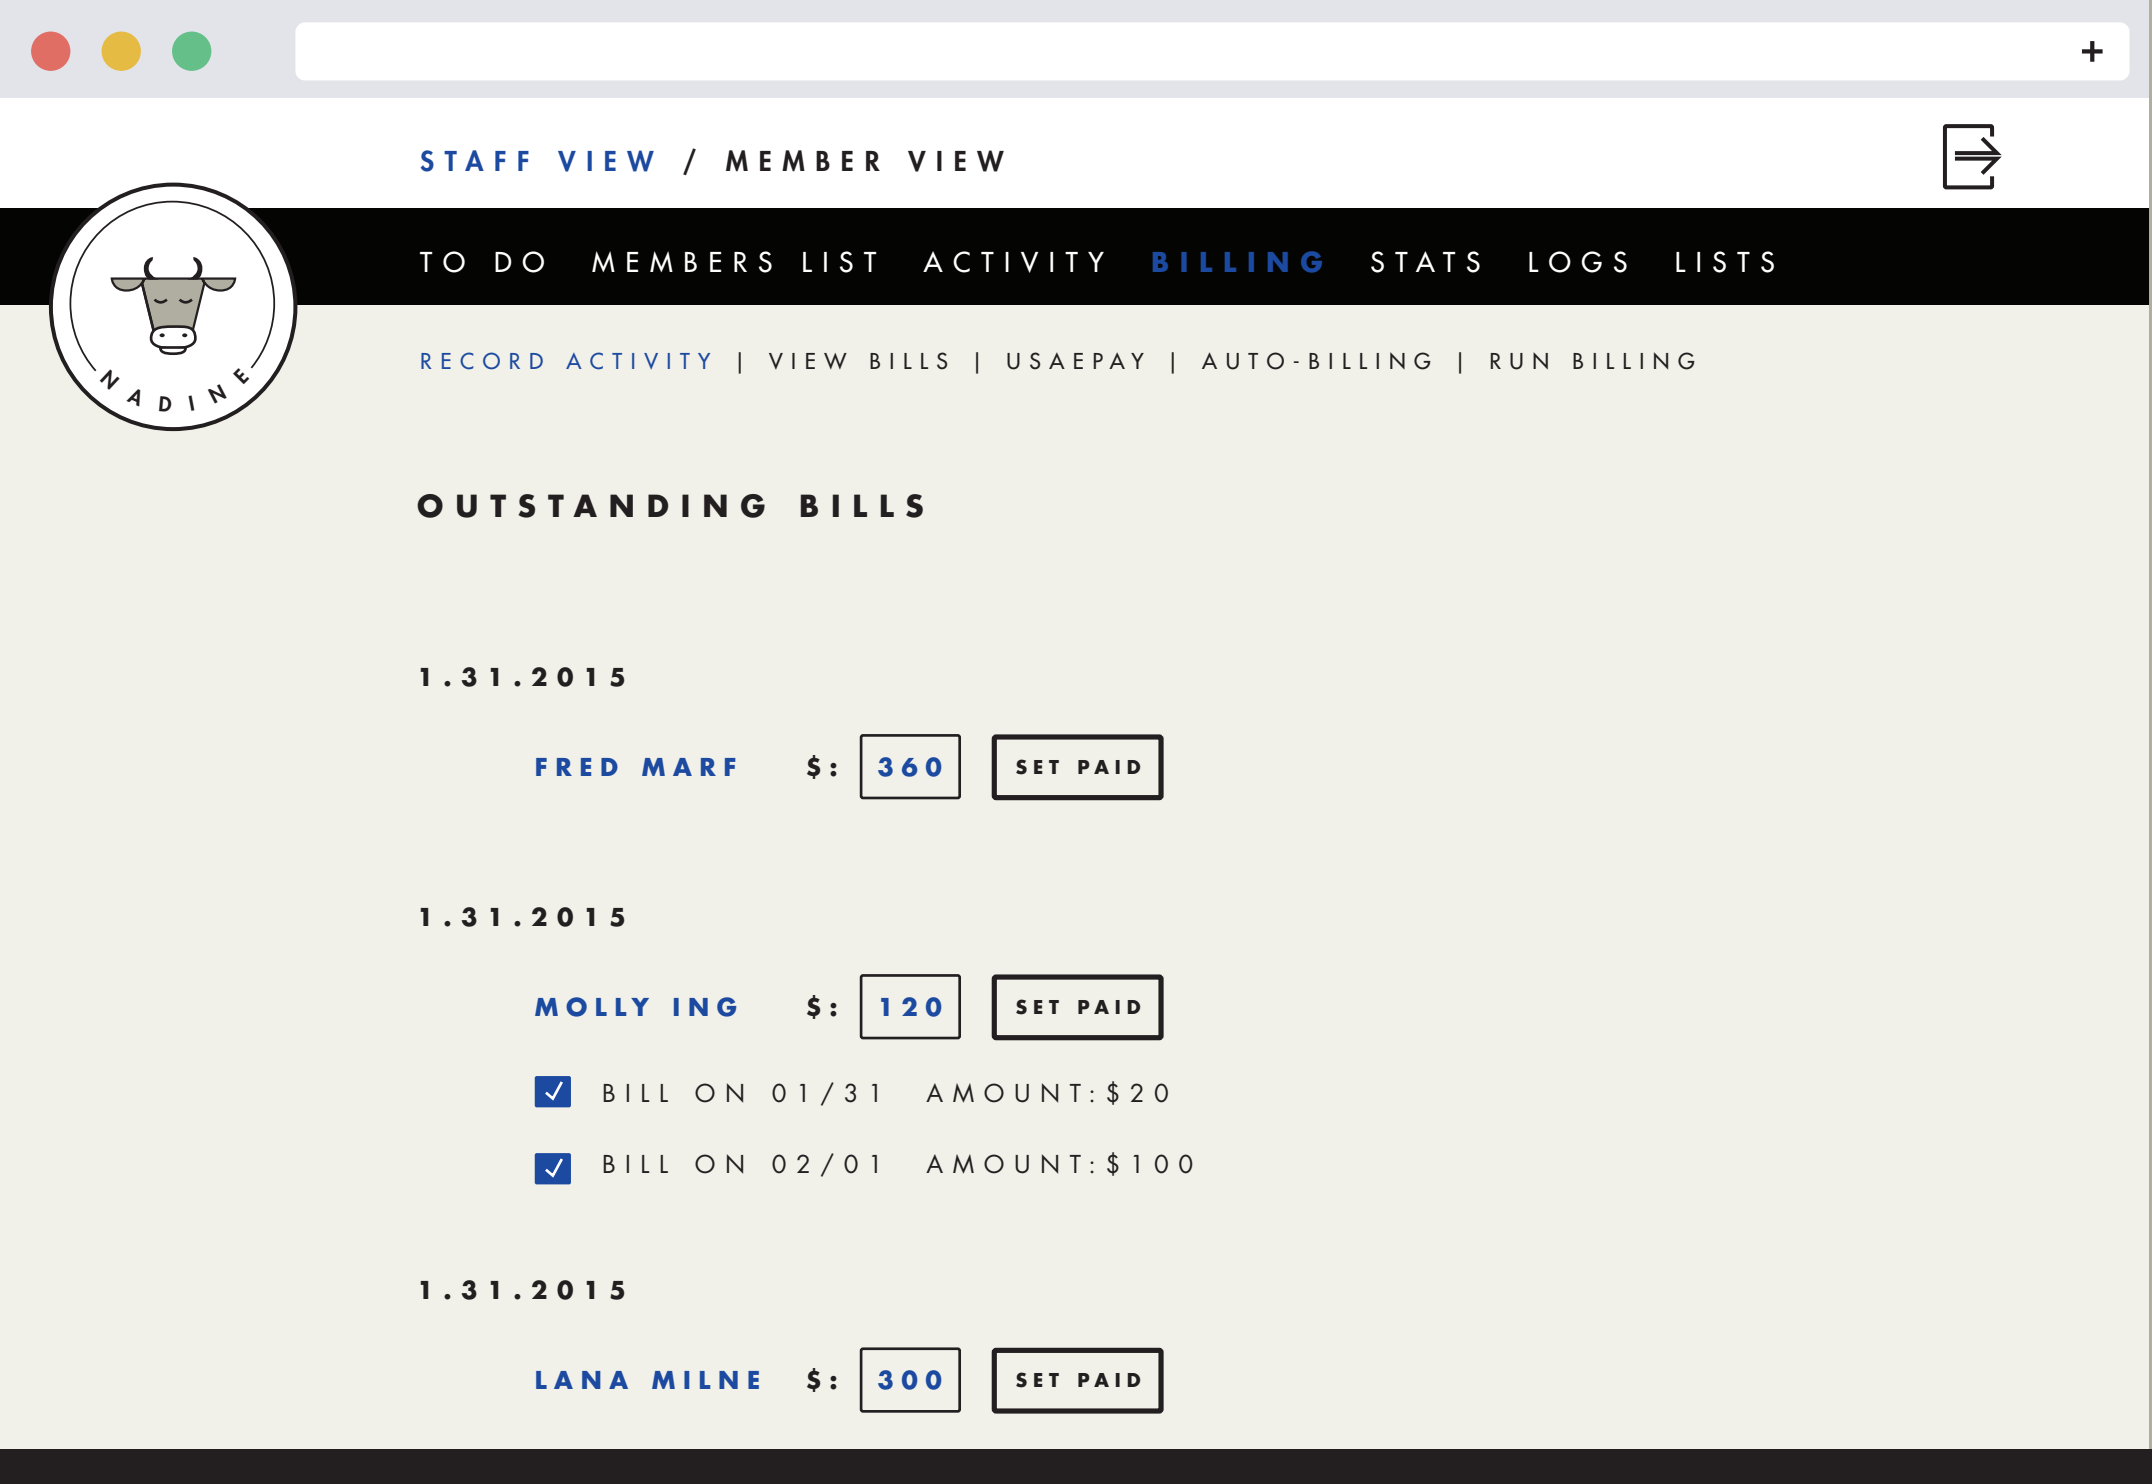 +
STAFF VIEW / MEMBER VIEW
TO DO MEMBERS LIST ACTIVITY BILLING STATS LOGS LISTS
NADINE
RECORD ACTIVITY | VIEW BILLS | USAEPAY | AUTO-BILLING | RUN BILLING
OUTSTANDING BILLS
1.31.2015
FRED MARF $: 360 SET PAID
1.31.2015
MOLLY ING $: 120 SET PAID
BILL ON 01/31 AMOUNT:$20
BILL ON 02/01 AMOUNT:$100
1.31.2015
LANA MILNE $: 300 SET PAID